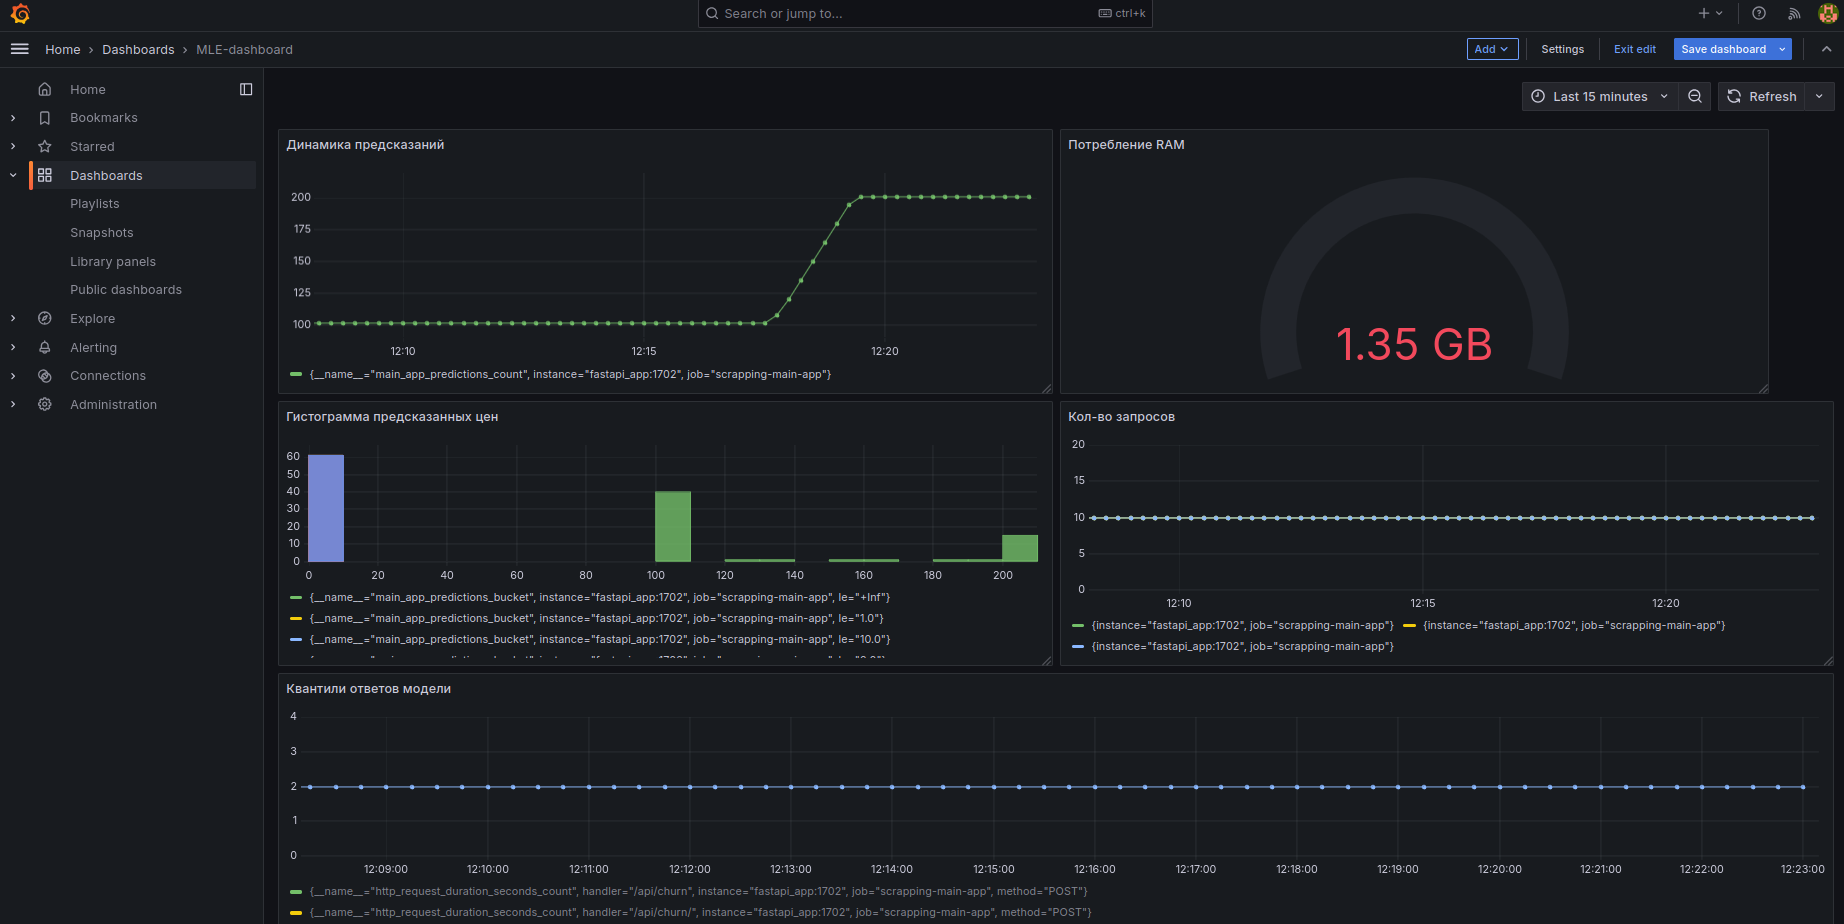 Search or jump to...
ctrl+k
Home › Dashboards › MLE-dashboard
Add
Settings
Exit edit
Save dashboard
Home
Bookmarks
Starred
Dashboards
Playlists
Snapshots
Library panels
Public dashboards
Explore
Alerting
Connections
Administration
Last 15 minutes
Refresh
Динамика предсказаний
200
175
150
125
100
12:10 12:15 12:20
{__name__="main_app_predictions_count", instance="fastapi_app:1702", job="scrapping-main-app"}
Потребление RAM
1.35 GB
Гистограмма предсказанных цен
60
50
40
30
20
10
0
0 20 40 60 80 100 120 140 160 180 200
{__name__="main_app_predictions_bucket", instance="fastapi_app:1702", job="scrapping-main-app", le="+Inf"}
{__name__="main_app_predictions_bucket", instance="fastapi_app:1702", job="scrapping-main-app", le="1.0"}
{__name__="main_app_predictions_bucket", instance="fastapi_app:1702", job="scrapping-main-app", le="10.0"}
Кол-во запросов
20
15
10
5
0
12:10 12:15 12:20
{instance="fastapi_app:1702", job="scrapping-main-app"} {instance="fastapi_app:1702", job="scrapping-main-app"}
{instance="fastapi_app:1702", job="scrapping-main-app"}
Квантили ответов модели
4
3
2
1
0
12:09:00 12:10:00 12:11:00 12:12:00 12:13:00 12:14:00 12:15:00 12:16:00 12:17:00 12:18:00 12:19:00 12:20:00 12:21:00 12:22:00 12:23:00
{__name__="http_request_duration_seconds_count", handler="/api/churn", instance="fastapi_app:1702", job="scrapping-main-app", method="POST"}
{__name__="http_request_duration_seconds_count", handler="/api/churn/", instance="fastapi_app:1702", job="scrapping-main-app", method="POST"}